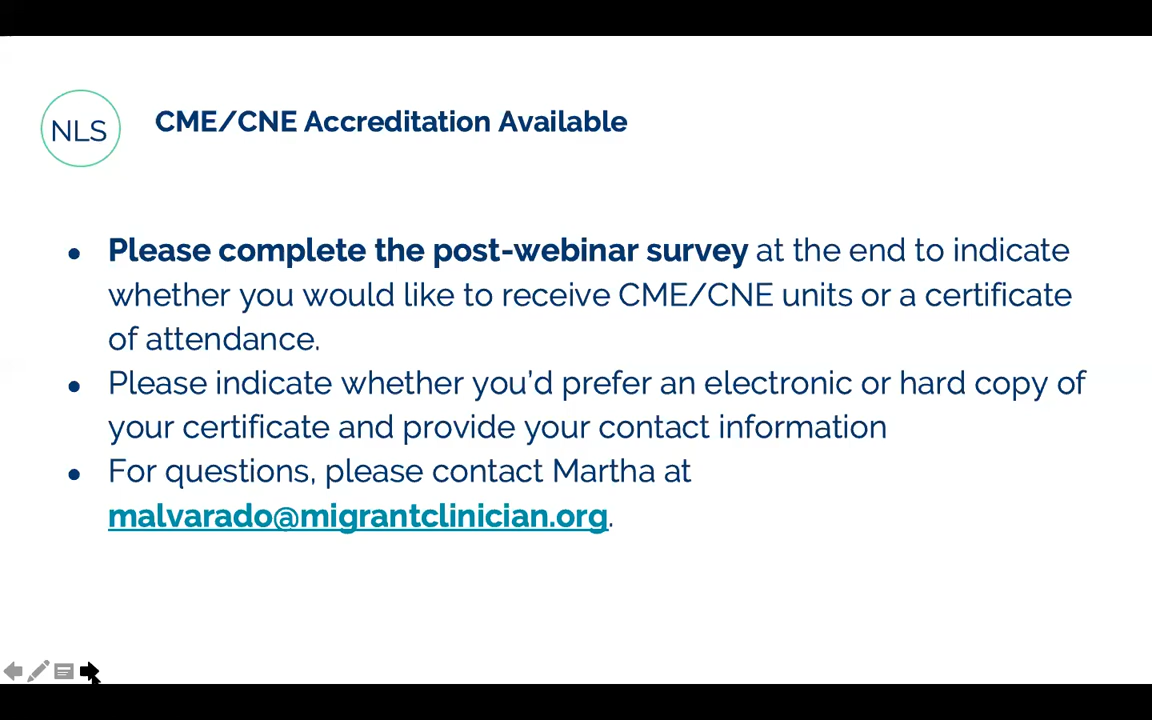 NLS
CME/CNE Accreditation Available
● Please complete the post-webinar survey at the end to indicate
whether you would like to receive CME/CNE units or a certificate
of attendance.
● Please indicate whether you’d prefer an electronic or hard copy of
your certificate and provide your contact information
● For questions, please contact Martha at
malvarado@migrantclinician.org.